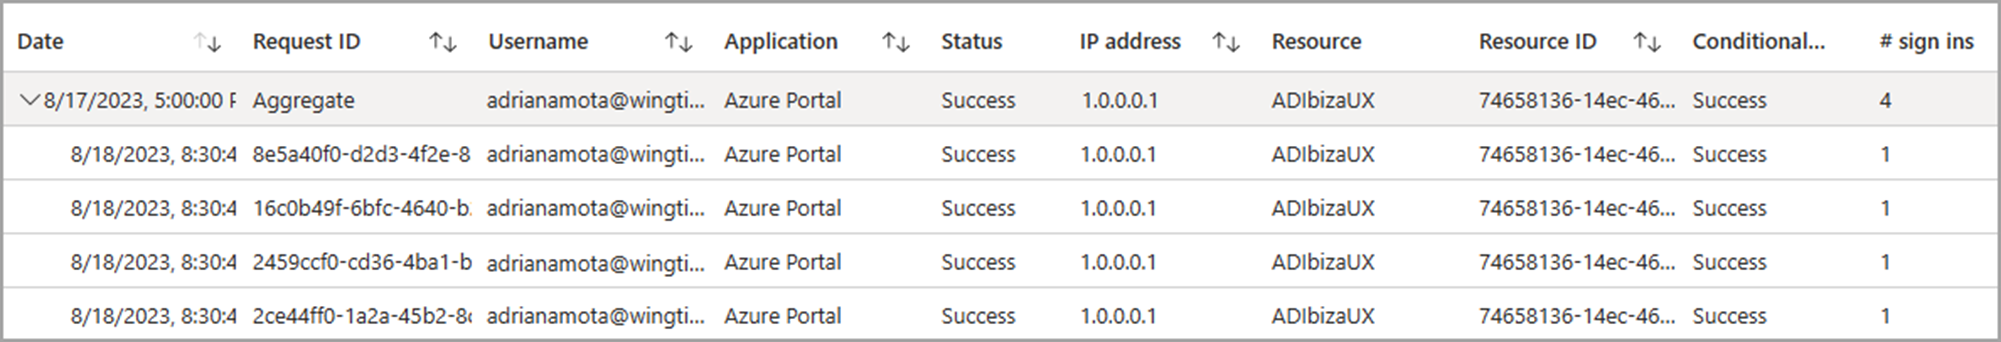 Date Request ID Username Application Status IP address Resource Resource ID Conditional... # sign ins
8/17/2023, 5:00:00 P Aggregate adrianamota@wingti... Azure Portal Success 1.0.0.0.1 ADIbizaUX 74658136-14ec-46... Success 4
8/18/2023, 8:30:4 8e5a40f0-d2d3-4f2e-8 adrianamota@wingti... Azure Portal Success 1.0.0.0.1 ADIbizaUX 74658136-14ec-46... Success 1
8/18/2023, 8:30:4 16c0b49f-6bfc-4640-b. adrianamota@wingti... Azure Portal Success 1.0.0.0.1 ADIbizaUX 74658136-14ec-46... Success 1
8/18/2023, 8:30:4 2459ccf0-cd36-4ba1-b adrianamota@wingti... Azure Portal Success 1.0.0.0.1 ADIbizaUX 74658136-14ec-46... Success 1
8/18/2023, 8:30:4 2ce44ff0-1a2a-45b2-8c adrianamota@wingti... Azure Portal Success 1.0.0.0.1 ADIbizaUX 74658136-14ec-46... Success 1